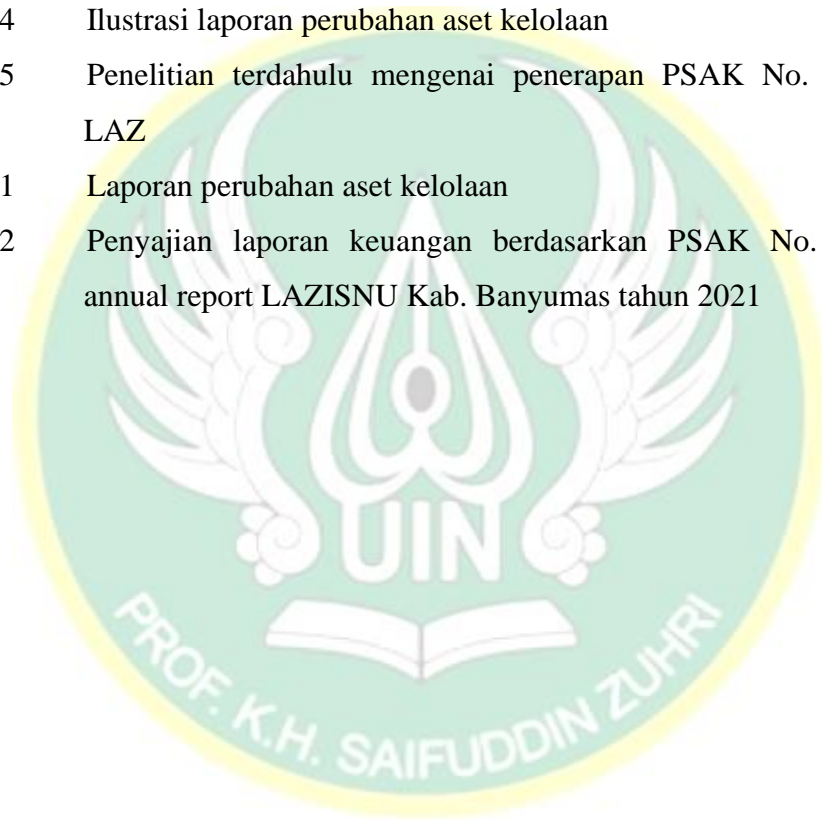 4 Ilustrasi laporan perubahan aset kelolaan
5 Penelitian terdahulu mengenai penerapan PSAK No.
LAZ
1 Laporan perubahan aset kelolaan
2 Penyajian laporan keuangan berdasarkan PSAK No.
annual report LAZISNU Kab. Banyumas tahun 2021
UIN
PROF. K.H. SAIFUDDIN ZUHRI